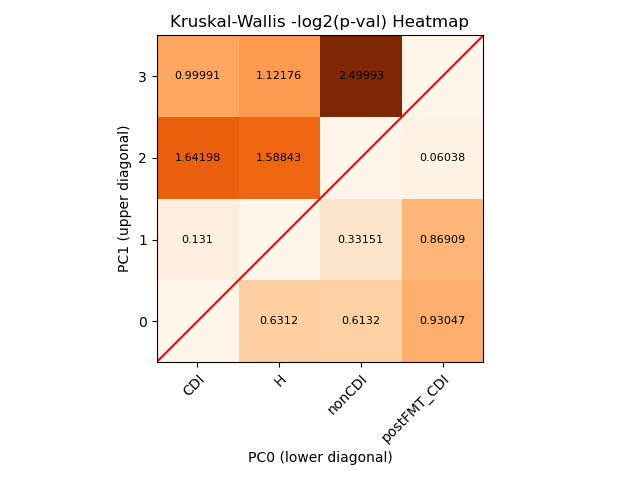 Kruskal-Wallis -log2(p-val) Heatmap
PC1 (upper diagonal)
3
0.99991 1.12176 2.49993
2
1.64198 1.58843 0.06038
1
0.131 0.33151 0.86909
0
0.6312 0.6132 0.93047
CDI H nonCDI postFMT_CDI
PC0 (lower diagonal)